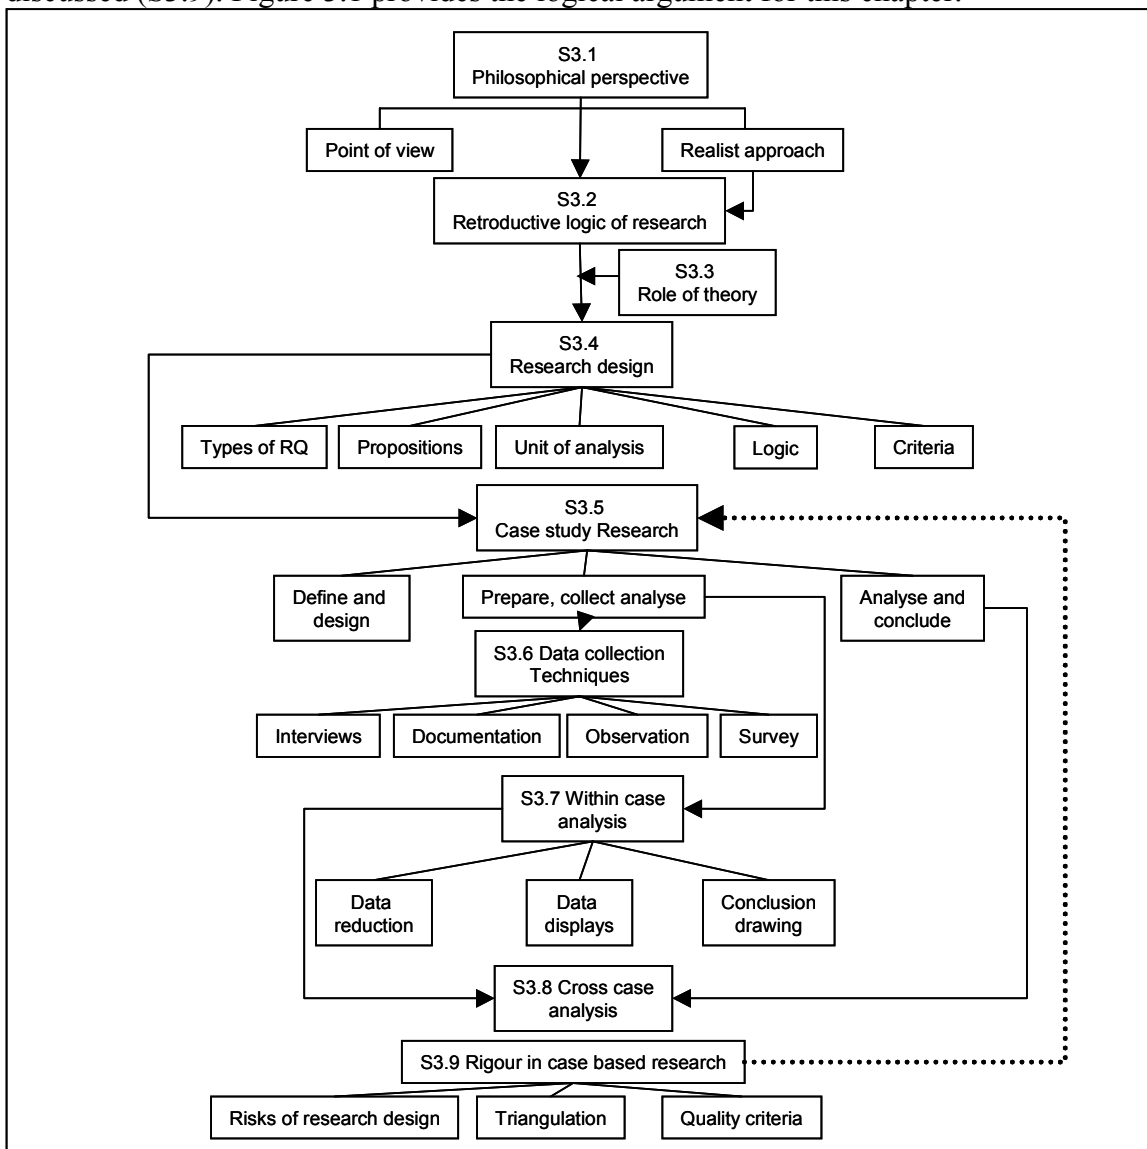 discussed (S3.9). Figure 3.1 provides the logical argument for this chapter.
S3.1
Philosophical perspective
Point of view
Realist approach
S3.2
Retroductive logic of research
S3.3
Role of theory
S3.4
Research design
Types of RQ
Propositions
Unit of analysis
Logic
Criteria
S3.5
Case study Research
Define and
design
Prepare, collect analyse
Analyse and
conclude
S3.6 Data collection
Techniques
Interviews
Documentation
Observation
Survey
S3.7 Within case
analysis
Data
reduction
Data
displays
Conclusion
drawing
S3.8 Cross case
analysis
S3.9 Rigour in case based research
Risks of research design
Triangulation
Quality criteria